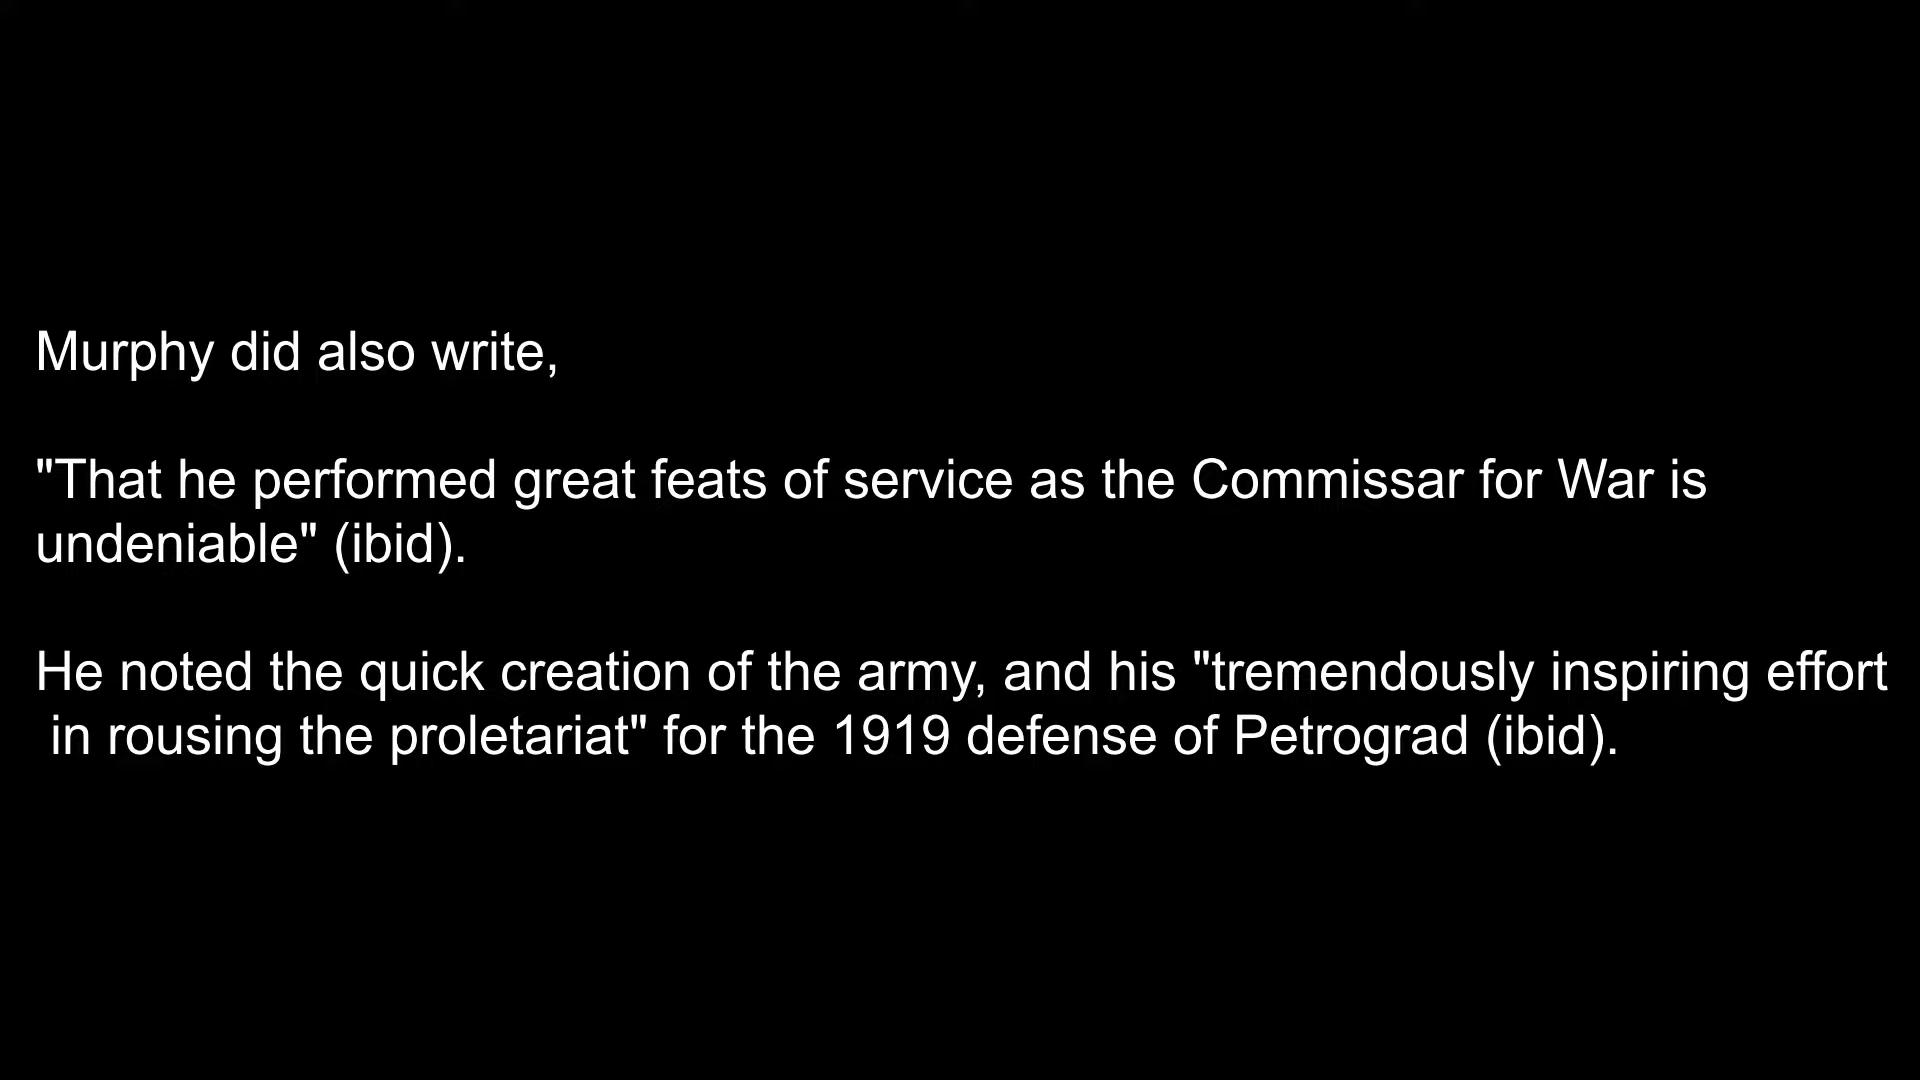 Murphy did also write,
"That he performed great feats of service as the Commissar for War is
undeniable" (ibid).
He noted the quick creation of the army, and his "tremendously inspiring effort
in rousing the proletariat" for the 1919 defense of Petrograd (ibid).